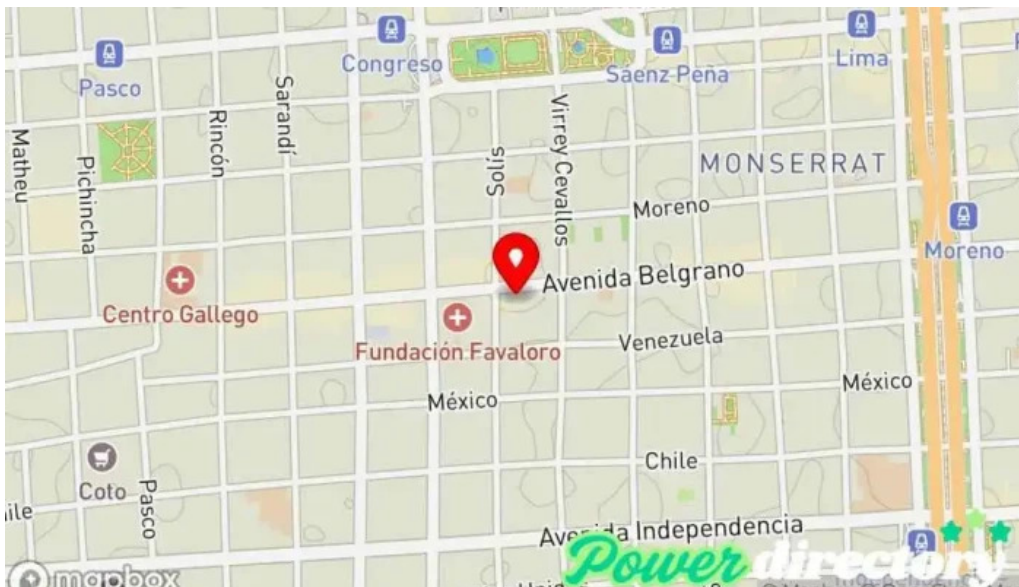 Pasco
Congreso
Sáenz Peña
Lima
Matheu
Pichincha
Rincón
Sarandí
Solís
Virrey Cevallos
MONSERRAT
Moreno
Moreno
Avenida Belgrano
Centro Gallego
Fundación Favaloro
Venezuela
México
México
Coto
Pasco
Chile
Avenida Independencia
Power directory
mapbox